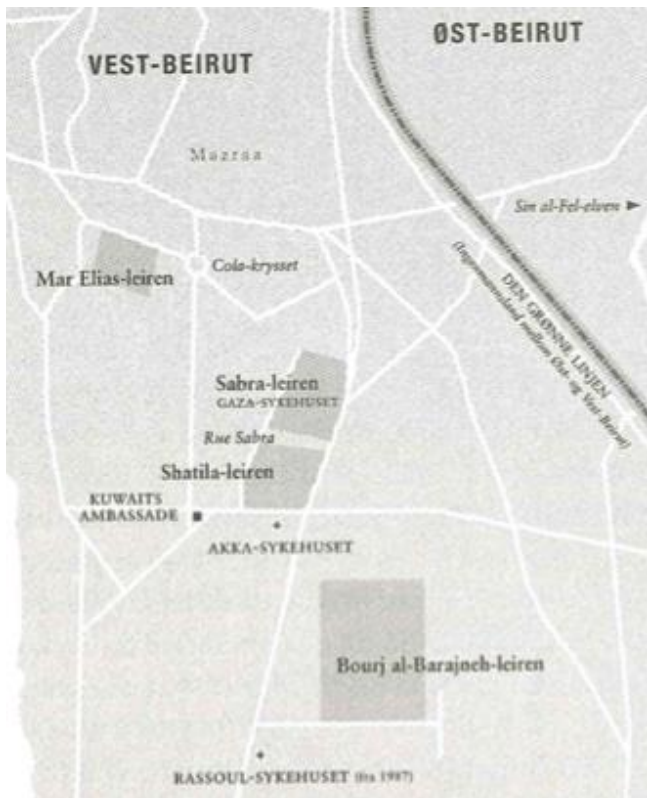 VEST-BEIRUT
ØST-BEIRUT
Mazraa
Sin al-Fel-elven
Mar Elias-leiren
Cola-krysset
DEN GRØNNE LINJEN
(Ingenmannsland mellom Øst- og Vest-Beirut)
Sabra-leiren
GAZA-SYKEHUSET
Rue Sabra
Shatila-leiren
KUWAITS
AMBASSADE
AKKA-SYKEHUSET
Bourj al-Barajneh-leiren
RASSOUL-SYKEHUSET (fra 1987)